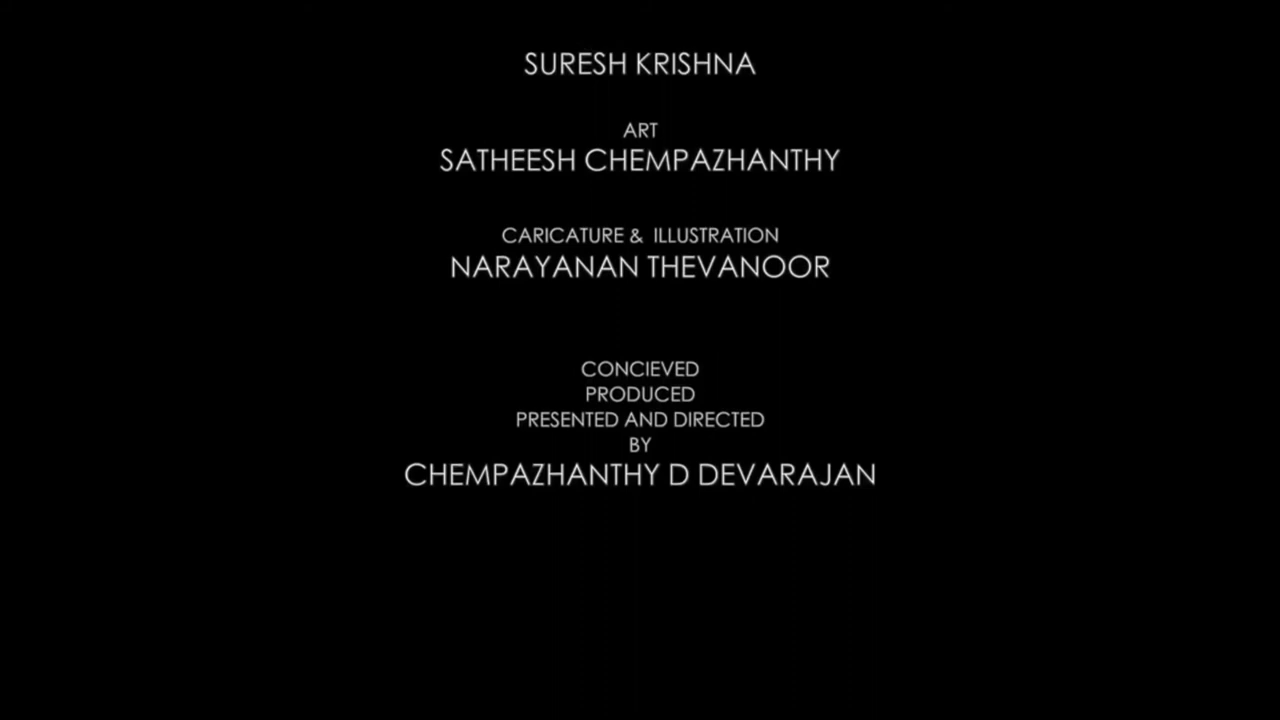 SURESH KRISHNA
ART
SATHEESH CHEMPAZHANTHY
CARICATURE & ILLUSTRATION
NARAYANAN THEVANOOR
CONCIEVED
PRODUCED
PRESENTED AND DIRECTED
BY
CHEMPAZHANTHY D DEVARAJAN